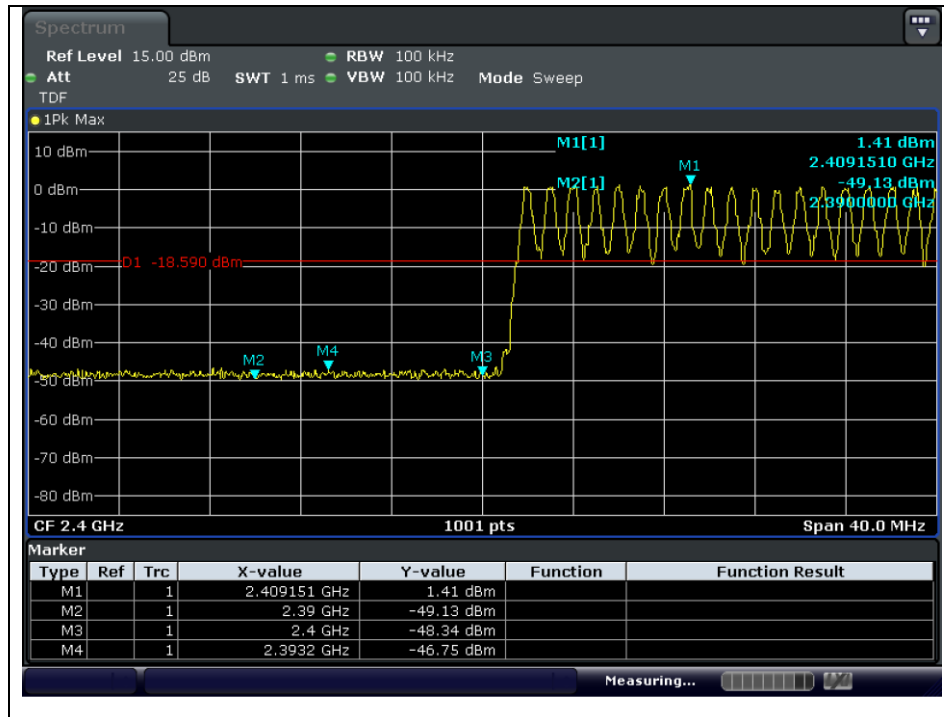 Spectrum
Ref Level 15.00 dBm RBW 100 kHz
Att 25 dB SWT 1 ms VBW 100 kHz Mode Sweep
TDF
1Pk Max
M1[1] 1.41 dBm
2.4091510 GHz
M2[1] -49.13 dBm
2.3900000 GHz
M1
10 dBm
0 dBm
-10 dBm
D1 -18.590 dBm
-20 dBm
-30 dBm
-40 dBm
M2 M4 M3
-50 dBm
-60 dBm
-70 dBm
-80 dBm
CF 2.4 GHz 1001 pts Span 40.0 MHz
Marker
Type Ref Trc X-value Y-value Function Function Result
M1 1 2.409151 GHz 1.41 dBm
M2 1 2.39 GHz -49.13 dBm
M3 1 2.4 GHz -48.34 dBm
M4 1 2.3932 GHz -46.75 dBm
Measuring...